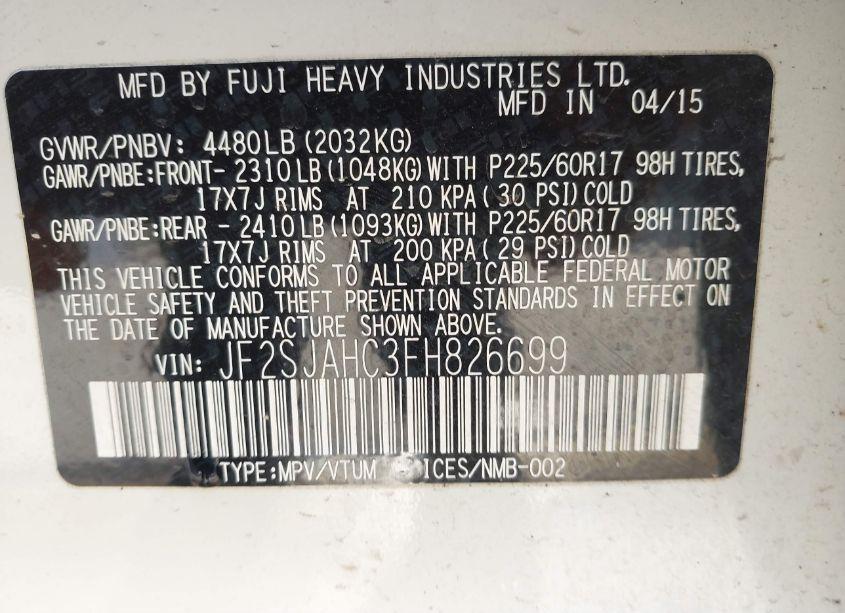 MFD BY FUJI HEAVY INDUSTRIES LTD.
MFD IN 04/15
GVWR/PNBV: 4480LB (2032KG)
GAWR/PNBE:FRONT- 2310LB (1048KG) WITH P225/60R17 98H TIRES,
17X7J RIMS AT 210 KPA ( 30 PSI) COLD
GAWR/PNBE:REAR - 2410LB (1093KG) WITH P225/60R17 98H TIRES,
17X7J RIMS AT 200 KPA ( 29 PSI) COLD
THIS VEHICLE CONFORMS TO ALL APPLICABLE FEDERAL MOTOR
VEHICLE SAFETY AND THEFT PREVENTION STANDARDS IN EFFECT ON
THE DATE OF MANUFACTURE SHOWN ABOVE.
VIN: JF2SJAHC3FH826699
TYPE:MPV/VTUM ICES/NMB-002